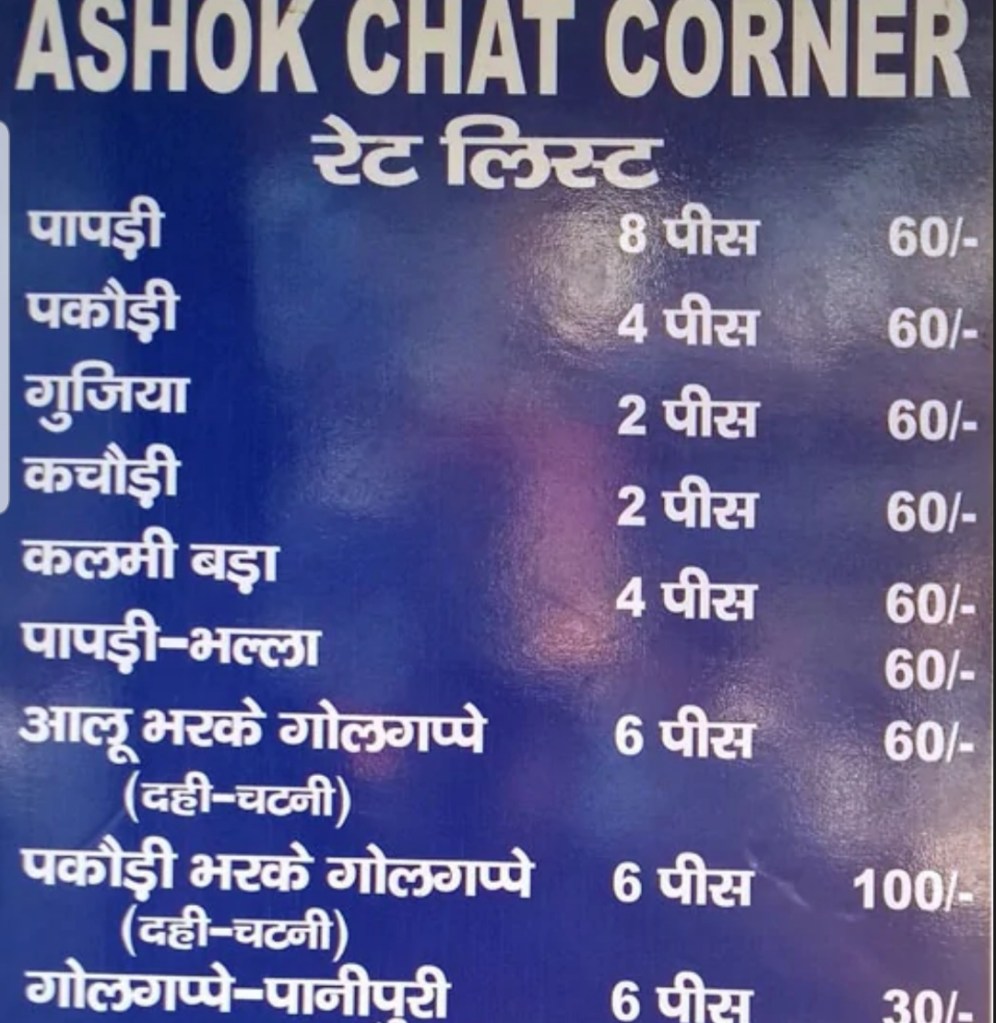 ASHOK CHAT CORNER
रेट लिस्ट
पापड़ी 8 पीस 60/-
पकौड़ी 4 पीस 60/-
गुजिया 2 पीस 60/-
कचौड़ी 2 पीस 60/-
कलमी बड़ा 4 पीस 60/-
पापड़ी-भल्ला 60/-
आलू भरके गोलगप्पे 6 पीस 60/-
(दही-चटनी)
पकौड़ी भरके गोलगप्पे 6 पीस 100/-
(दही-चटनी)
गोलगप्पे-पानीपुरी 6 पीस 30/-